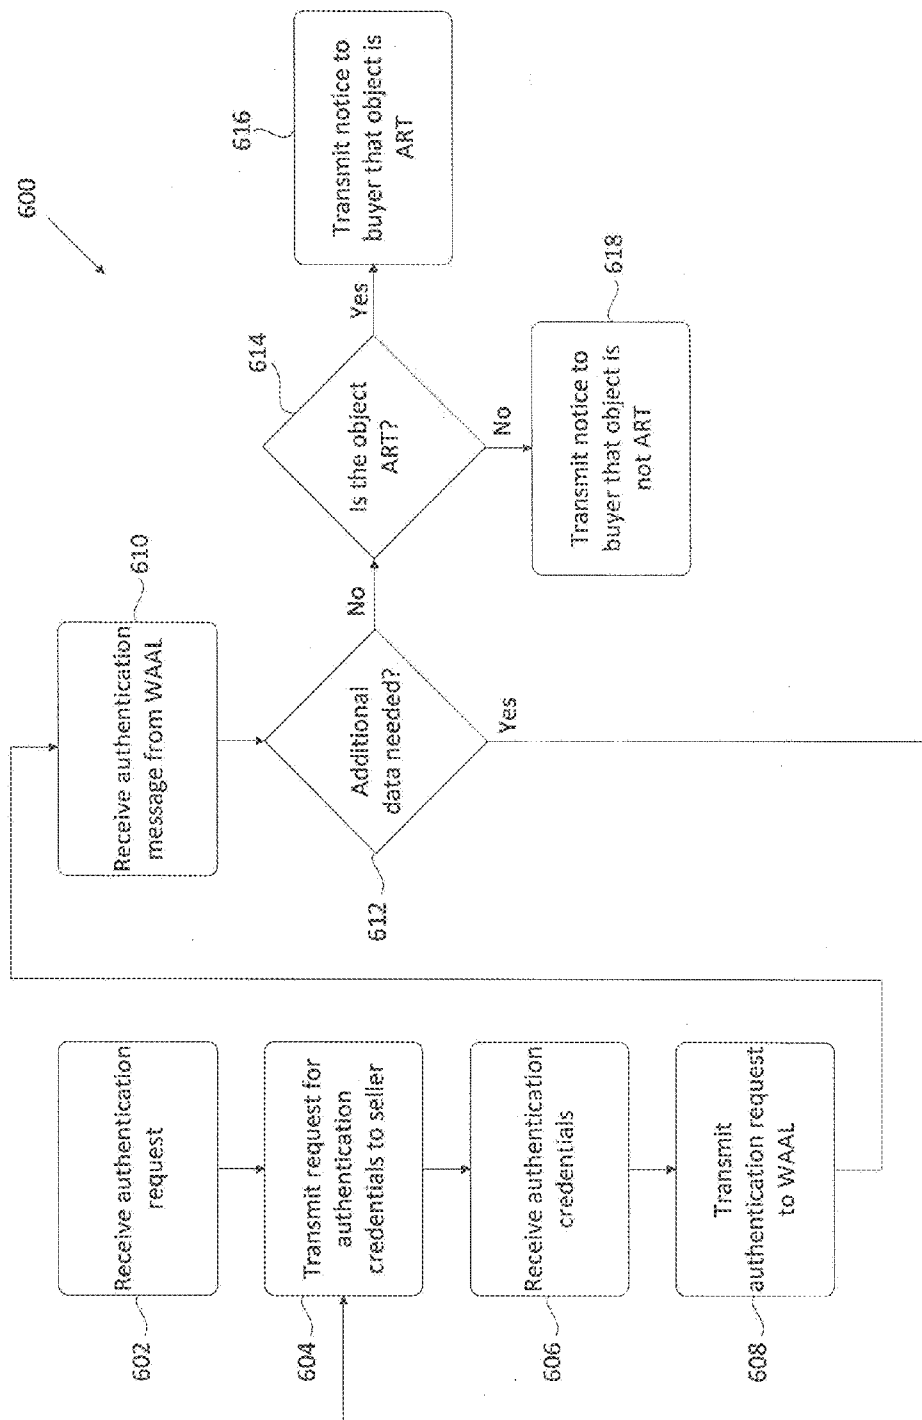 600
602
Receive authentication
request
604
Transmit request for
authentication
credentials to seller
606
Receive authentication
credentials
608
Transmit
authentication request
to WAAL
610
Receive authentication
message from WAAL
612
Additional
data needed?
No
Yes
614
Is the object
ART?
Yes
No
616
Transmit notice to
buyer that object is
ART
618
Transmit notice to
buyer that object is
not ART